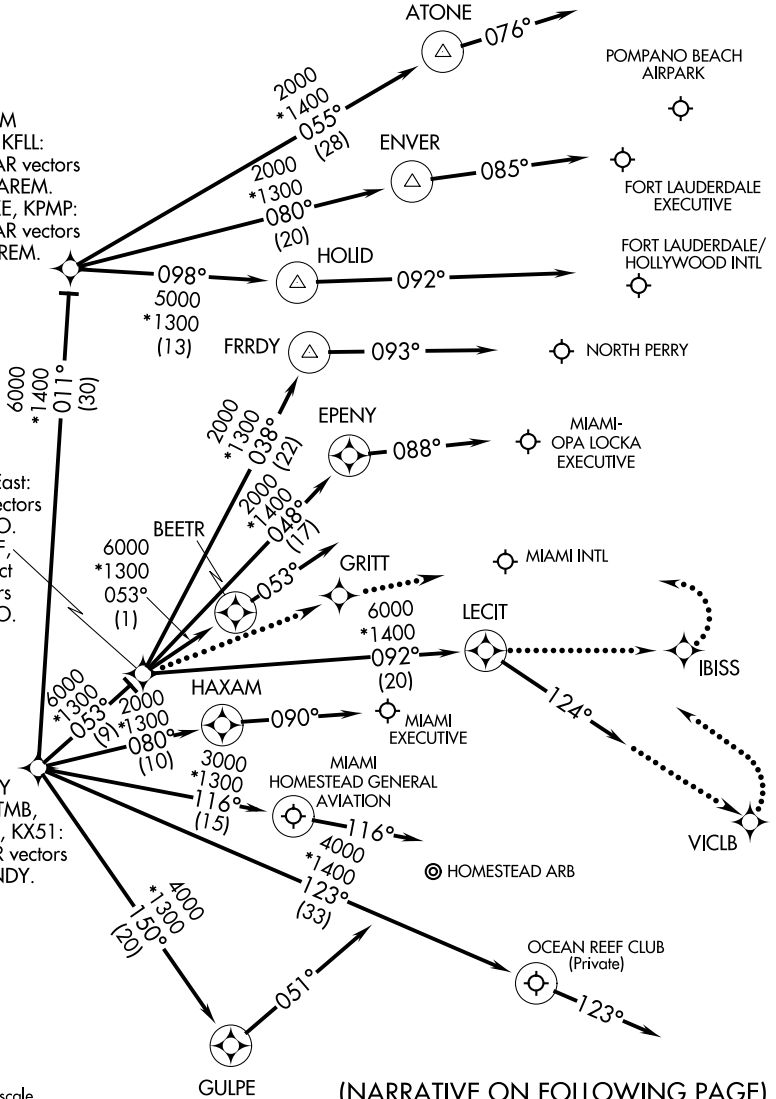 ATONE
076°
2000
*1400
055°
(28)
POMPANO BEACH
AIRPARK
M
KFLL:
AR vectors
AREM.
E, KPMP:
AR vectors
REM.
ENVER
085°
2000
*1300
080°
(20)
FORT LAUDERDALE
EXECUTIVE
HOLID
092°
098°
5000
*1300
(13)
FORT LAUDERDALE/
HOLLYWOOD INTL
FRRDY
093°
NORTH PERRY
6000
*1400
011°
(30)
2000
*1300
038°
(22)
EPENY
088°
MIAMI-
OPA LOCKA
EXECUTIVE
2000
*1400
048°
(17)
East:
ectors
O.
F,
ct
rs
O.
BEETR
053°
6000
*1300
053°
(1)
GRITT
MIAMI INTL
6000
*1400
092°
(20)
LECIT
IBISS
124°
VICLB
6000
*1300
053°
(9)
HAXAM
090°
2000
*1300
080°
(10)
MIAMI
EXECUTIVE
3000
*1300
116°
(15)
MIAMI
HOMESTEAD GENERAL
AVIATION
116°
Y
TMB,
, KX51:
R vectors
NDY.
4000
*1400
123°
(33)
HOMESTEAD ARB
4000
*1300
150°
(20)
OCEAN REEF CLUB
(Private)
123°
051°
GULPE
scale
(NARRATIVE ON FOLLOWING PAGE)